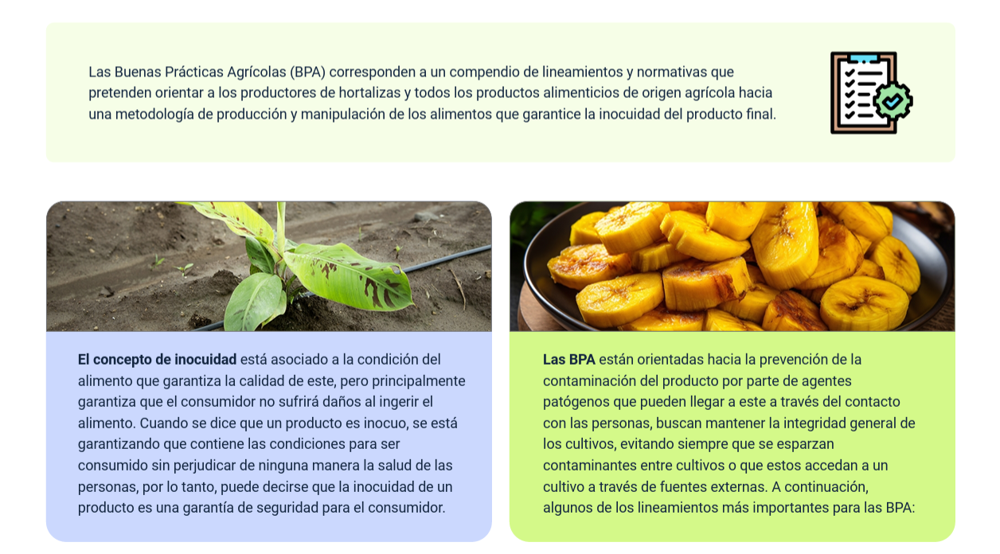 Las Buenas Prácticas Agrícolas (BPA) corresponden a un compendio de lineamientos y normativas que
pretenden orientar a los productores de hortalizas y todos los productos alimenticios de origen agrícola hacia
una metodología de producción y manipulación de los alimentos que garantice la inocuidad del producto final.
El concepto de inocuidad está asociado a la condición del
alimento que garantiza la calidad de este, pero principalmente
garantiza que el consumidor no sufrirá daños al ingerir el
alimento. Cuando se dice que un producto es inocuo, se está
garantizando que contiene las condiciones para ser
consumido sin perjudicar de ninguna manera la salud de las
personas, por lo tanto, puede decirse que la inocuidad de un
producto es una garantía de seguridad para el consumidor.
Las BPA están orientadas hacia la prevención de la
contaminación del producto por parte de agentes
patógenos que pueden llegar a este a través del contacto
con las personas, buscan mantener la integridad general de
los cultivos, evitando siempre que se esparzan
contaminantes entre cultivos o que estos accedan a un
cultivo a través de fuentes externas. A continuación,
algunos de los lineamientos más importantes para las BPA: